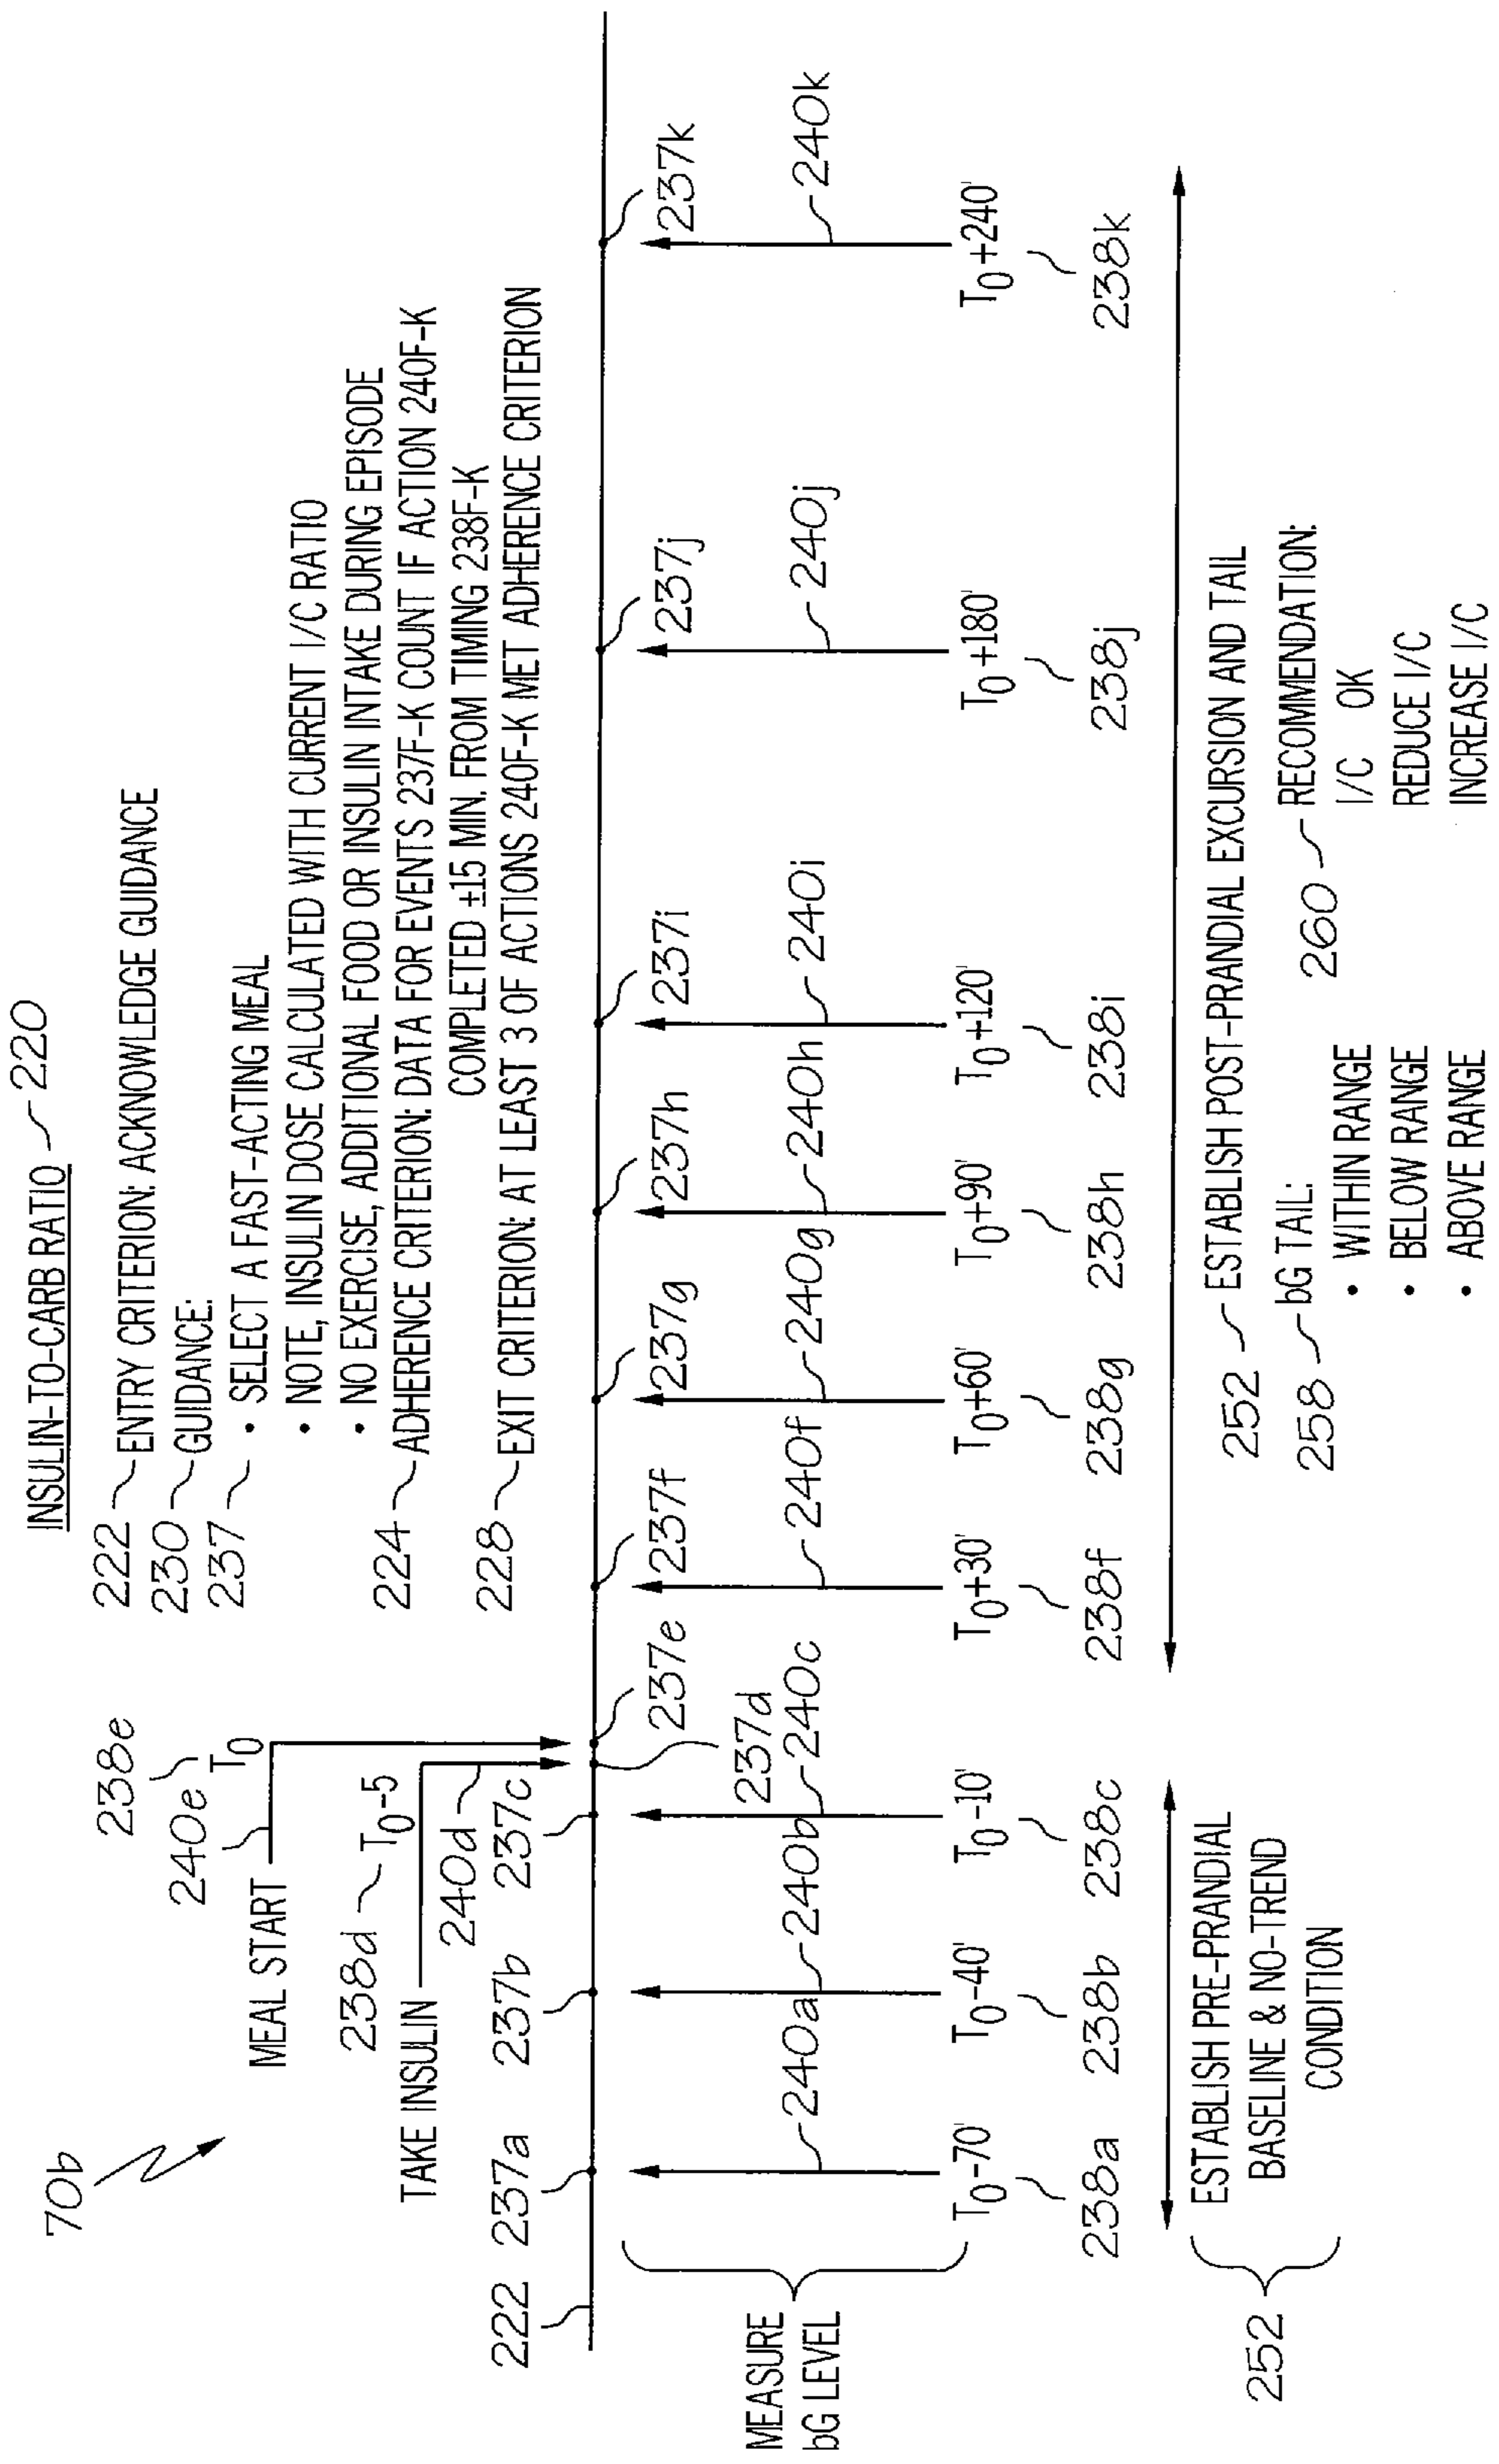 INSULIN-TO-CARB RATIO 220
70b
222 ENTRY CRITERION: ACKNOWLEDGE GUIDANCE
230 GUIDANCE:
237 • SELECT A FAST-ACTING MEAL
• NOTE, INSULIN DOSE CALCULATED WITH CURRENT I/C RATIO
• NO EXERCISE, ADDITIONAL FOOD OR INSULIN INTAKE DURING EPISODE
224 ADHERENCE CRITERION: DATA FOR EVENTS 237F-K COUNT IF ACTION 240F-K
COMPLETED ±15 MIN. FROM TIMING 238F-K
228 EXIT CRITERION: AT LEAST 3 OF ACTIONS 240F-K MET ADHERENCE CRITERION
238e
240e T0
MEAL START
238d T0-5
TAKE INSULIN
240d
222 237a 237b 237c
237d 237e 237f 237g 237h 237i 237j 237k
MEASURE
bG LEVEL
240a 240b 240c 240f 240g 240h 240i 240j 240k
T0-70' T0-40' T0-10' T0+30' T0+60' T0+90' T0+120' T0+180' T0+240'
238a 238b 238c 238f 238g 238h 238i 238j 238k
252
ESTABLISH PRE-PRANDIAL
BASELINE & NO-TREND
CONDITION
252 ESTABLISH POST-PRANDIAL EXCURSION AND TAIL
258 bG TAIL:
• WITHIN RANGE
• BELOW RANGE
• ABOVE RANGE
260 RECOMMENDATION:
I/C OK
REDUCE I/C
INCREASE I/C